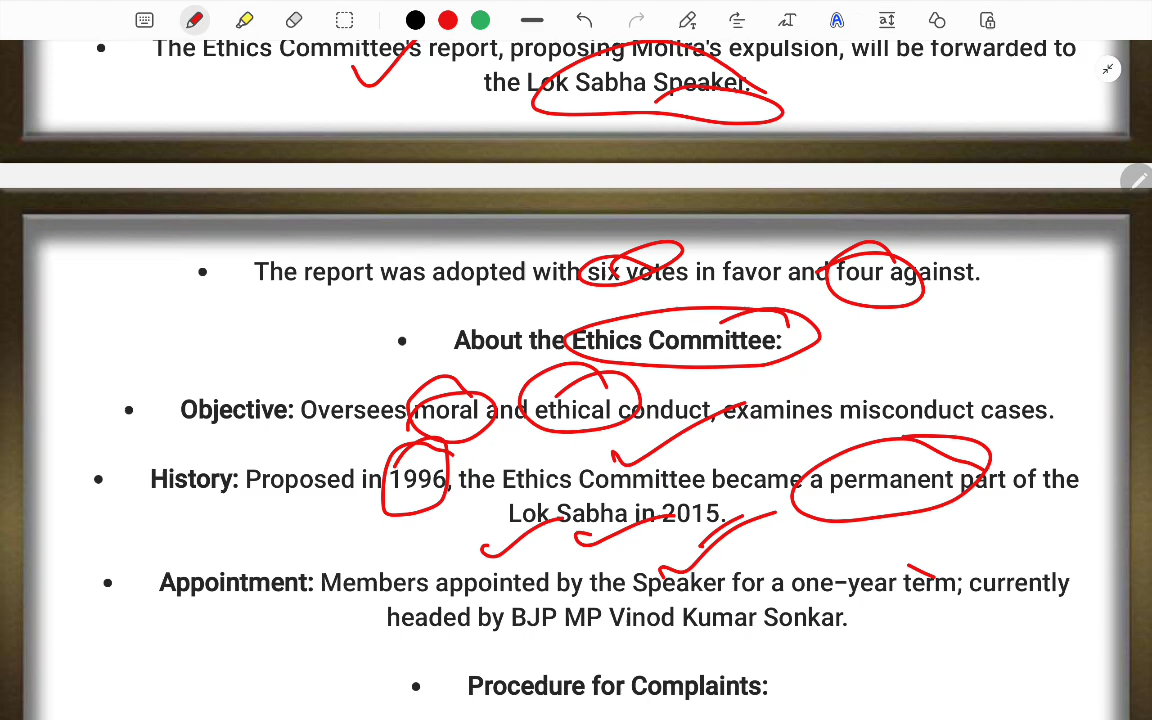 • The Ethics Committee's report, proposing Moitra's expulsion, will be forwarded to
the Lok Sabha Speaker.
• The report was adopted with six votes in favor and four against.
• About the Ethics Committee:
• Objective: Oversees moral and ethical conduct, examines misconduct cases.
• History: Proposed in 1996, the Ethics Committee became a permanent part of the
Lok Sabha in 2015.
• Appointment: Members appointed by the Speaker for a one-year term; currently
headed by BJP MP Vinod Kumar Sonkar.
• Procedure for Complaints: